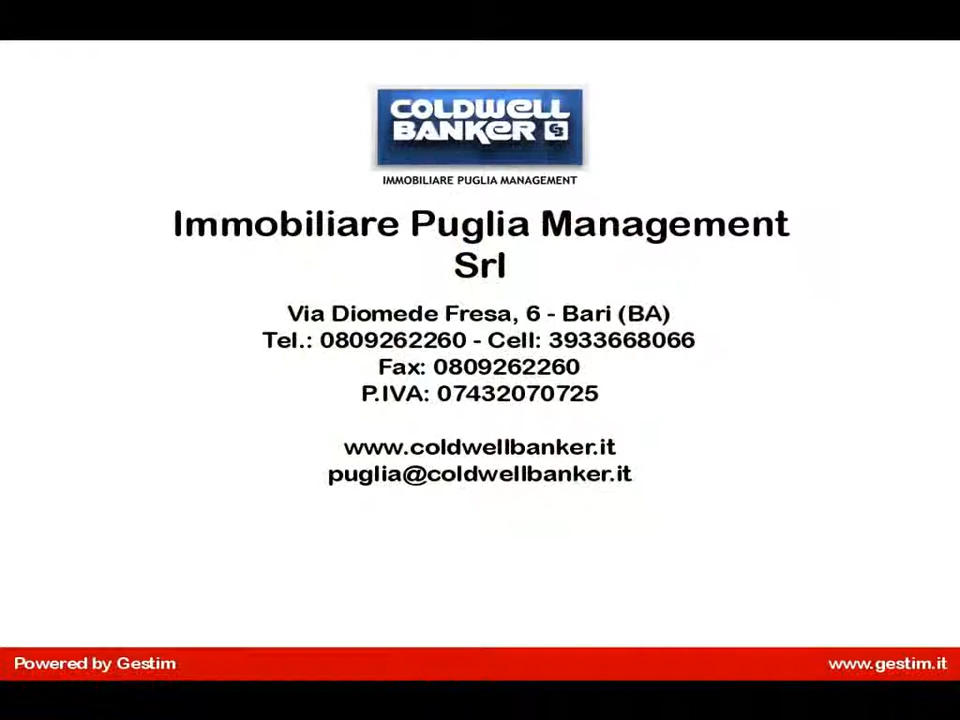 COLDWELL
BANKER CB
IMMOBILIARE PUGLIA MANAGEMENT
Immobiliare Puglia Management
Srl
Via Diomede Fresa, 6 - Bari (BA)
Tel.: 0809262260 - Cell: 3933668066
Fax: 0809262260
P.IVA: 07432070725
www.coldwellbanker.it
puglia@coldwellbanker.it
Powered by Gestim
www.gestim.it